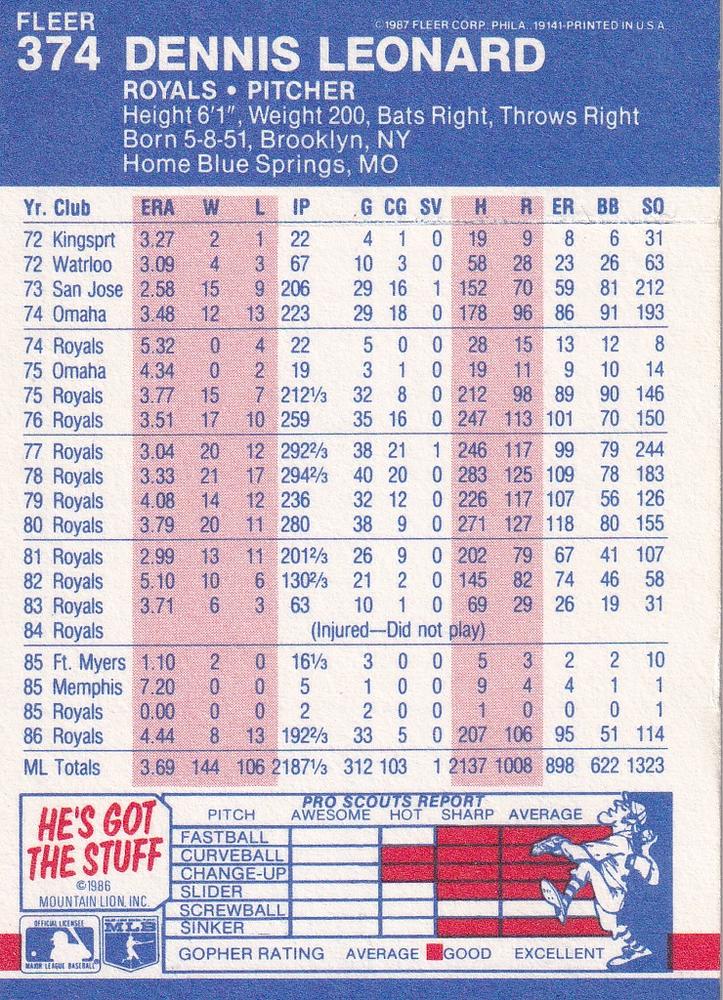 FLEER
©1987 FLEER CORP. PHILA. 19141-PRINTED IN U.S.A.
374 DENNIS LEONARD
ROYALS • PITCHER
Height 6'1", Weight 200, Bats Right, Throws Right
Born 5-8-51, Brooklyn, NY
Home Blue Springs, MO
Yr. Club ERA W L IP G CG SV H R ER BB SO
72 Kingsprt 3.27 2 1 22 4 1 0 19 9 8 6 31
72 Watrloo 3.09 4 3 67 10 3 0 58 28 23 26 63
73 San Jose 2.58 15 9 206 29 16 1 152 70 59 81 212
74 Omaha 3.48 12 13 223 29 18 0 178 96 86 91 193
74 Royals 5.32 0 4 22 5 0 0 28 15 13 12 8
75 Omaha 4.34 0 2 19 3 1 0 19 11 9 10 14
75 Royals 3.77 15 7 212⅓ 32 8 0 212 98 89 90 146
76 Royals 3.51 17 10 259 35 16 0 247 113 101 70 150
77 Royals 3.04 20 12 292⅔ 38 21 1 246 117 99 79 244
78 Royals 3.33 21 17 294⅔ 40 20 0 283 125 109 78 183
79 Royals 4.08 14 12 236 32 12 0 226 117 107 56 126
80 Royals 3.79 20 11 280 38 9 0 271 127 118 80 155
81 Royals 2.99 13 11 201⅔ 26 9 0 202 79 67 41 107
82 Royals 5.10 10 6 130⅔ 21 2 0 145 82 74 46 58
83 Royals 3.71 6 3 63 10 1 0 69 29 26 19 31
84 Royals (Injured—Did not play)
85 Ft. Myers 1.10 2 0 16⅓ 3 0 0 5 3 2 2 10
85 Memphis 7.20 0 0 5 1 0 0 9 4 4 1 1
85 Royals 0.00 0 0 2 2 0 0 1 0 0 0 1
86 Royals 4.44 8 13 192⅔ 33 5 0 207 106 95 51 114
ML Totals 3.69 144 106 2187⅓ 312 103 1 2137 1008 898 622 1323
HE'S GOT
THE STUFF
©1986
MOUNTAIN LION, INC.
OFFICIAL LICENSEE
MAJOR LEAGUE BASEBALL
MLB
PRO SCOUTS REPORT
PITCH AWESOME HOT SHARP AVERAGE
FASTBALL
CURVEBALL
CHANGE-UP
SLIDER
SCREWBALL
SINKER
GOPHER RATING AVERAGE GOOD EXCELLENT